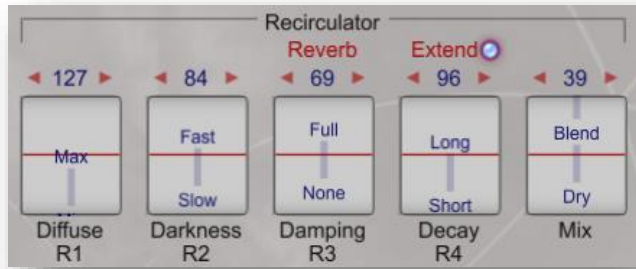 Recirculator
Reverb Extend
127 84 69 96 39
Max Fast Full Long Blend
Slow None Short Dry
Diffuse Darkness Damping Decay Mix
R1 R2 R3 R4